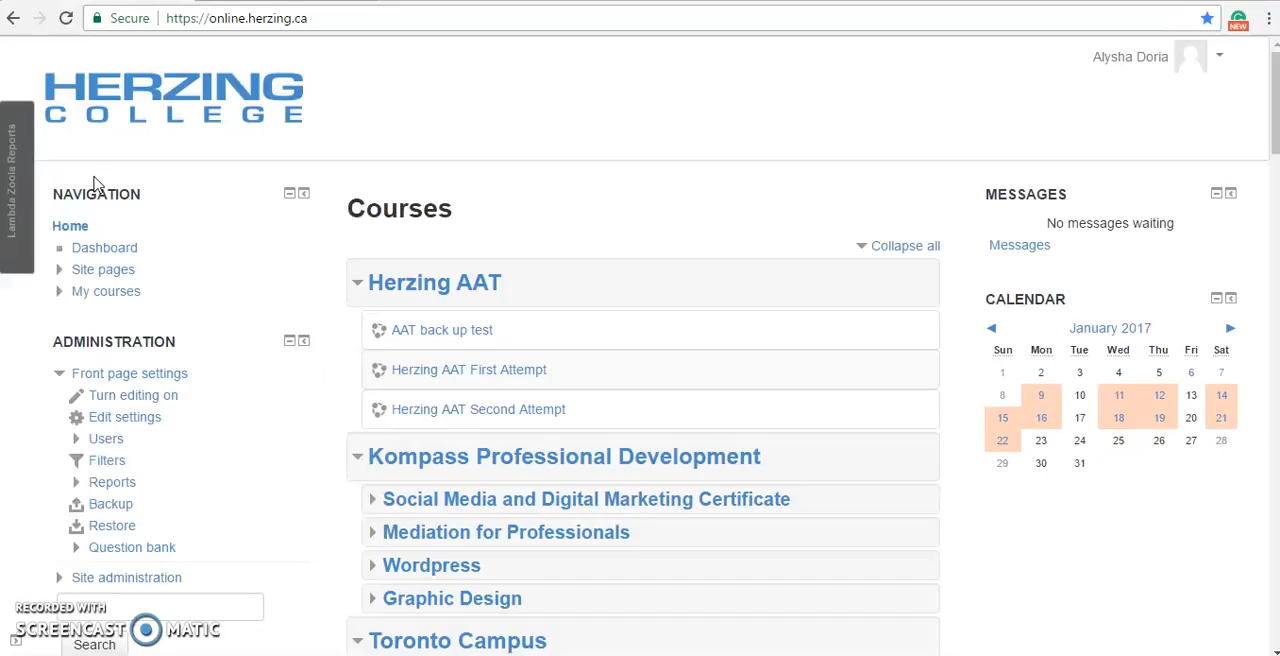 Secure
https://online.herzing.ca
NEW
Alysha Doria
HERZING
COLLEGE
Lambda Zoola Reports
NAVIGATION
Home
Dashboard
Site pages
My courses
ADMINISTRATION
Front page settings
Turn editing on
Edit settings
Users
Filters
Reports
Backup
Restore
Question bank
Site administration
Search
RECORDED WITH
SCREENCAST MATIC
Courses
Collapse all
Herzing AAT
AAT back up test
Herzing AAT First Attempt
Herzing AAT Second Attempt
Kompass Professional Development
Social Media and Digital Marketing Certificate
Mediation for Professionals
Wordpress
Graphic Design
Toronto Campus
MESSAGES
No messages waiting
Messages
CALENDAR
January 2017
Sun Mon Tue Wed Thu Fri Sat
1 2 3 4 5 6 7
8 9 10 11 12 13 14
15 16 17 18 19 20 21
22 23 24 25 26 27 28
29 30 31